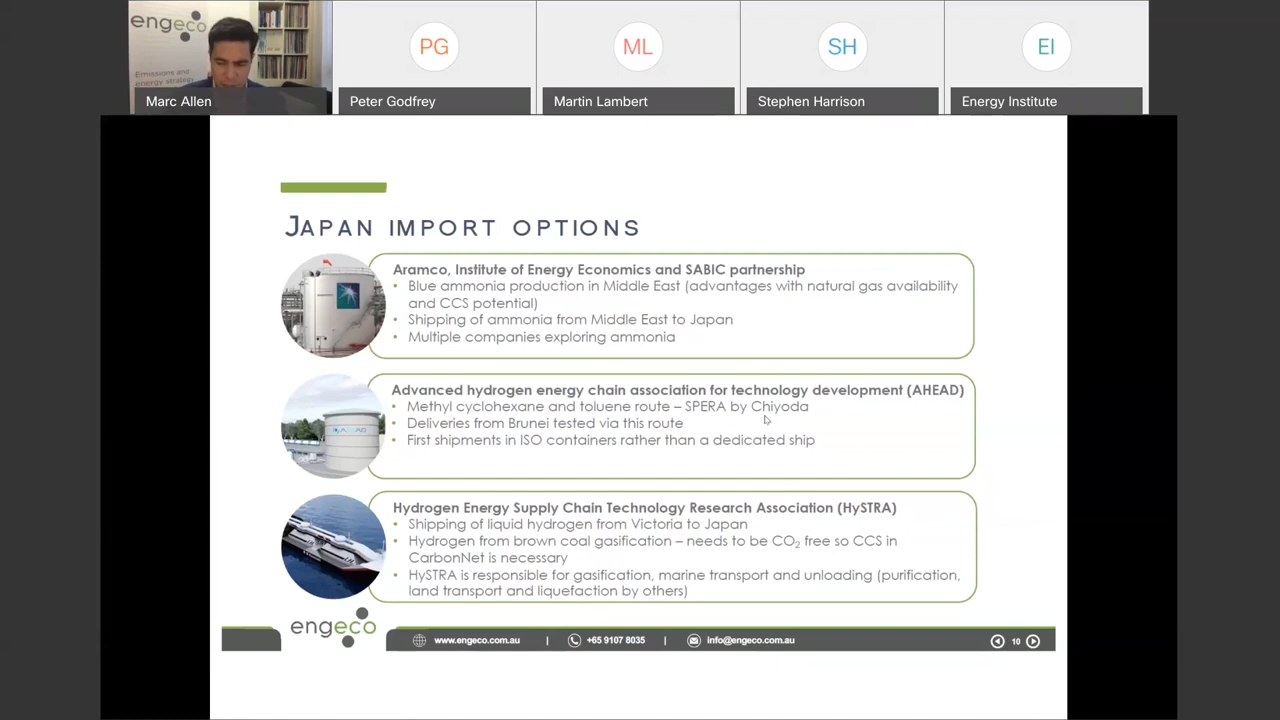 engeco
Emissions and
energy strategy
PG
ML
SH
EI
Marc Allen
Peter Godfrey
Martin Lambert
Stephen Harrison
Energy Institute
JAPAN IMPORT OPTIONS
Aramco, Institute of Energy Economics and SABIC partnership
• Blue ammonia production in Middle East (advantages with natural gas availability
and CCS potential)
• Shipping of ammonia from Middle East to Japan
• Multiple companies exploring ammonia
Advanced hydrogen energy chain association for technology development (AHEAD)
• Methyl cyclohexane and toluene route – SPERA by Chiyoda
• Deliveries from Brunei tested via this route
• First shipments in ISO containers rather than a dedicated ship
Hydrogen Energy Supply Chain Technology Research Association (HySTRA)
• Shipping of liquid hydrogen from Victoria to Japan
• Hydrogen from brown coal gasification – needs to be CO₂ free so CCS in
CarbonNet is necessary
• HySTRA is responsible for gasification, marine transport and unloading (purification,
land transport and liquefaction by others)
engeco
www.engeco.com.au | +65 9107 8035 | info@engeco.com.au
10